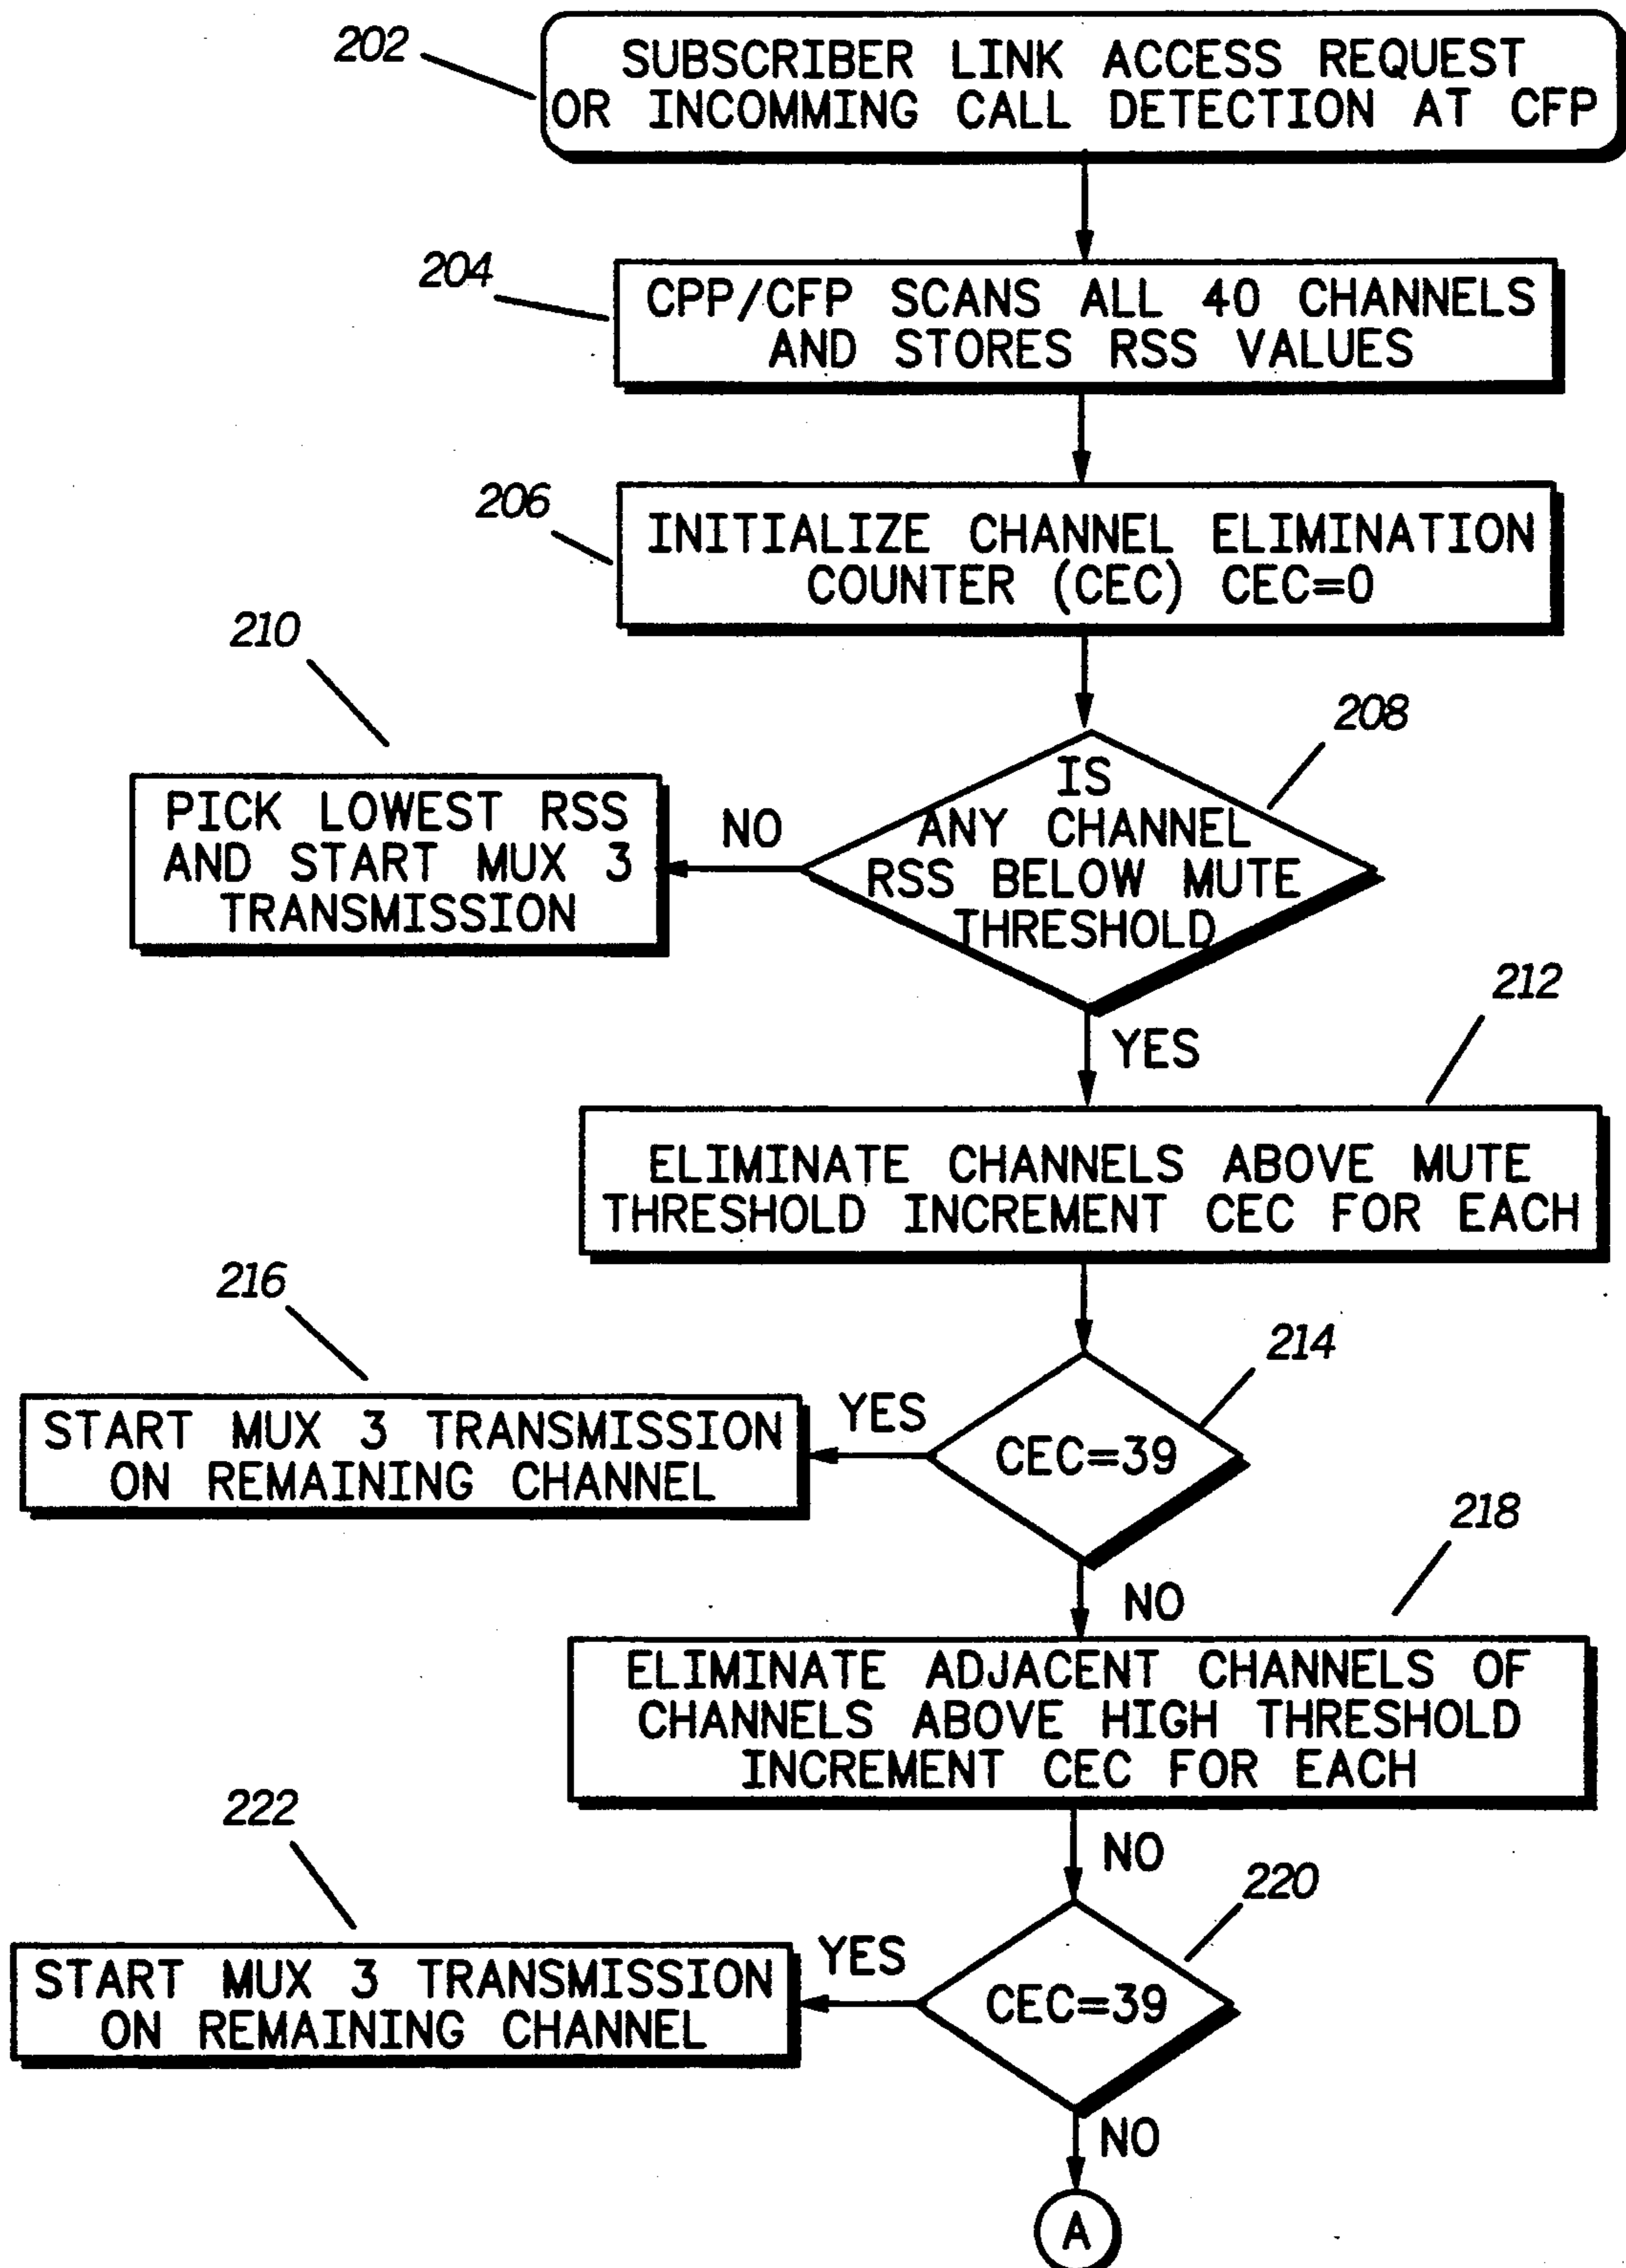 202
SUBSCRIBER LINK ACCESS REQUEST
OR INCOMMING CALL DETECTION AT CFP
204
CPP/CFP SCANS ALL 40 CHANNELS
AND STORES RSS VALUES
206
INITIALIZE CHANNEL ELIMINATION
COUNTER (CEC) CEC=0
208
IS
ANY CHANNEL
RSS BELOW MUTE
THRESHOLD
NO
210
PICK LOWEST RSS
AND START MUX 3
TRANSMISSION
YES
212
ELIMINATE CHANNELS ABOVE MUTE
THRESHOLD INCREMENT CEC FOR EACH
214
CEC=39
YES
216
START MUX 3 TRANSMISSION
ON REMAINING CHANNEL
NO
218
ELIMINATE ADJACENT CHANNELS OF
CHANNELS ABOVE HIGH THRESHOLD
INCREMENT CEC FOR EACH
NO
220
CEC=39
YES
222
START MUX 3 TRANSMISSION
ON REMAINING CHANNEL
NO
A